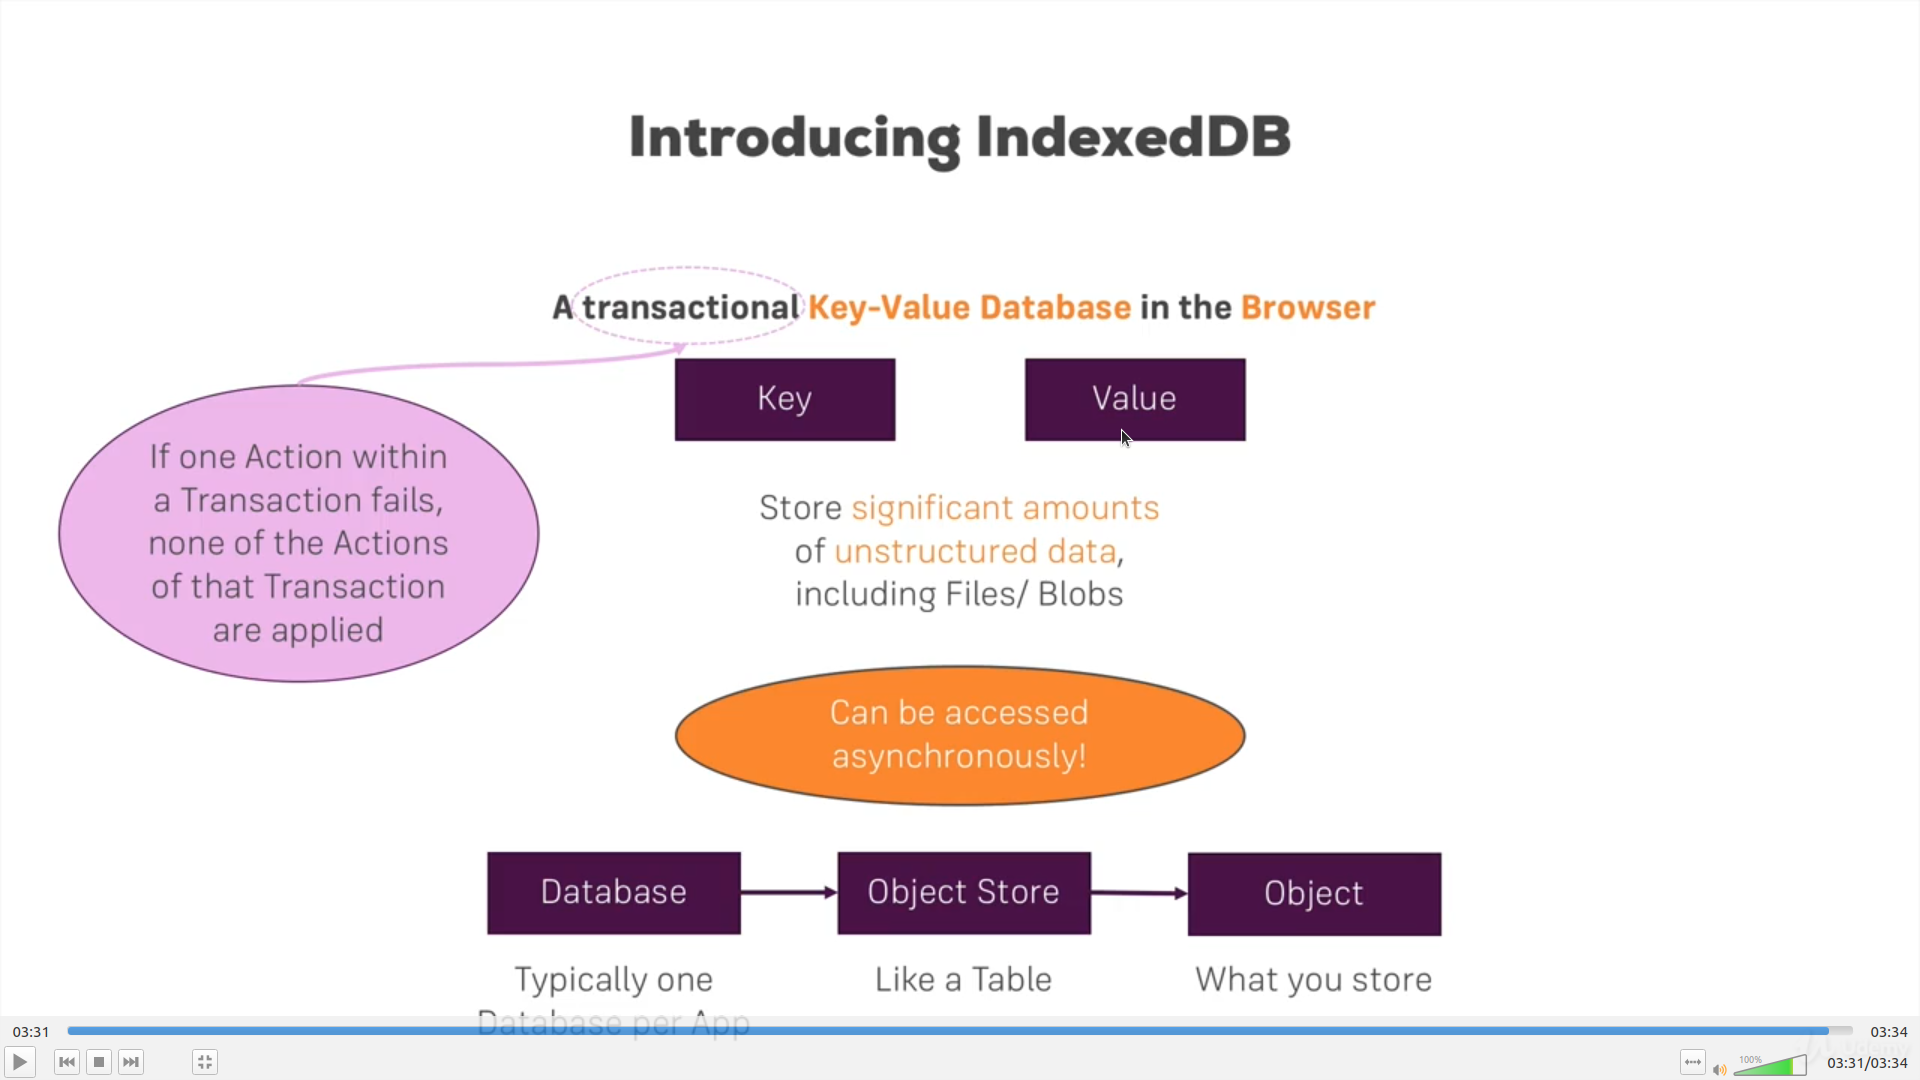 Introducing IndexedDB
A transactional Key-Value Database in the Browser
Key
Value
If one Action within
a Transaction fails,
none of the Actions
of that Transaction
are applied
Store significant amounts
of unstructured data,
including Files/ Blobs
Can be accessed
asynchronously!
Database
Object Store
Object
Typically one
Database per App
Like a Table
What you store
03:31
03:34
100%
03:31/03:34